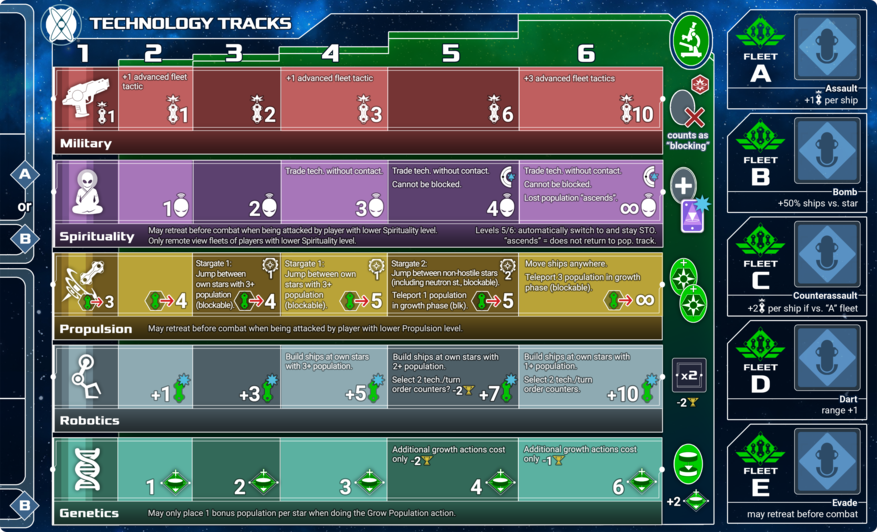 TECHNOLOGY TRACKS
1 2 3 4 5 6
+1 advanced fleet
tactic
+1 advanced fleet tactic
+3 advanced fleet tactics
1 1 2 3 6 10
Military
counts as
"blocking"
Trade tech. without contact.
Trade tech. without contact.
Cannot be blocked.
Trade tech. without contact.
Cannot be blocked.
Lost population "ascends".
1 2 3 4 ∞
Spirituality
May retreat before combat when being attacked by player with lower Spirituality level.
Only remote view fleets of players with lower Spirituality level.
Levels 5/6: automatically switch to and stay STO.
"ascends" = does not return to pop. track.
Stargate 1:
Jump between
own stars
with 3+
population
(blockable).
1
Stargate 1:
Jump between own
stars with 3+
population
(blockable).
1
Stargate 2:
Jump between non-hostile stars
(including neutron st., blockable).
Teleport 1 population
in growth phase (blk)
2
Move ships anywhere.
Teleport 3 population in growth
phase (blockable).
3 4 4 5 5 ∞
Propulsion
May retreat before combat when being attacked by player with lower Propulsion level.
Build ships at own stars
with 3+ population.
Build ships at own stars with
2+ population.
Select 2 tech./turn
order counters? -2
Build ships at own stars with
1+ population.
Select 2 tech./turn
order counters.
+1 +3 +5 +7 +10
Robotics
x2
-2
Additional growth actions cost
only -2
Additional growth actions cost
only -1
1 2 3 4 6
Genetics
May only place 1 bonus population per star when doing the Grow Population action.
+2
A
or
B
B
FLEET
A
Assault
+1 per ship
FLEET
B
Bomb
+50% ships vs. star
FLEET
C
Counterassault
+2 per ship if vs. "A" fleet
FLEET
D
Dart
range +1
FLEET
E
Evade
may retreat before combat